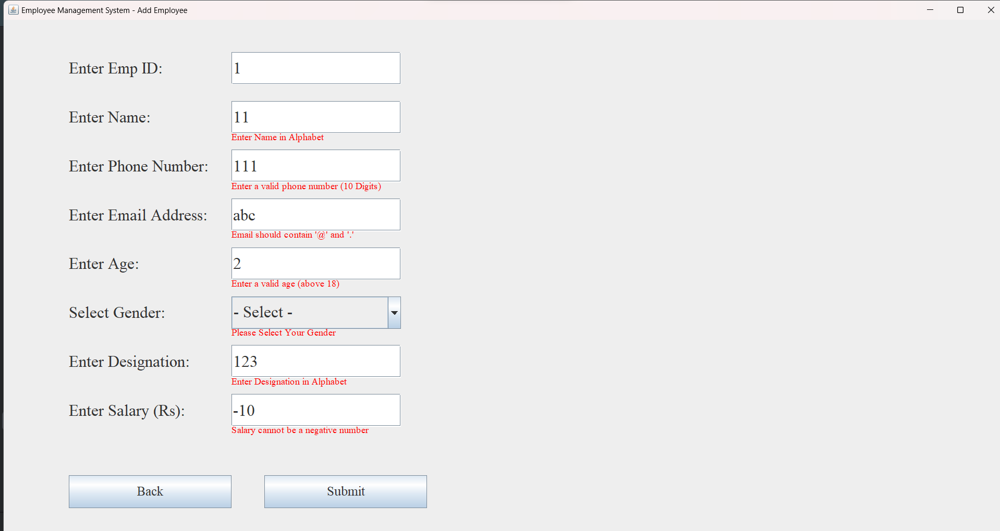 Employee Management System - Add Employee
Enter Emp ID: 1
Enter Name: 11
Enter Name in Alphabet
Enter Phone Number: 111
Enter a valid phone number (10 Digits)
Enter Email Address: abc
Email should contain '@' and '.'
Enter Age: 2
Enter a valid age (above 18)
Select Gender: - Select -
Please Select Your Gender
Enter Designation: 123
Enter Designation in Alphabet
Enter Salary (Rs): -10
Salary cannot be a negative number
Back Submit